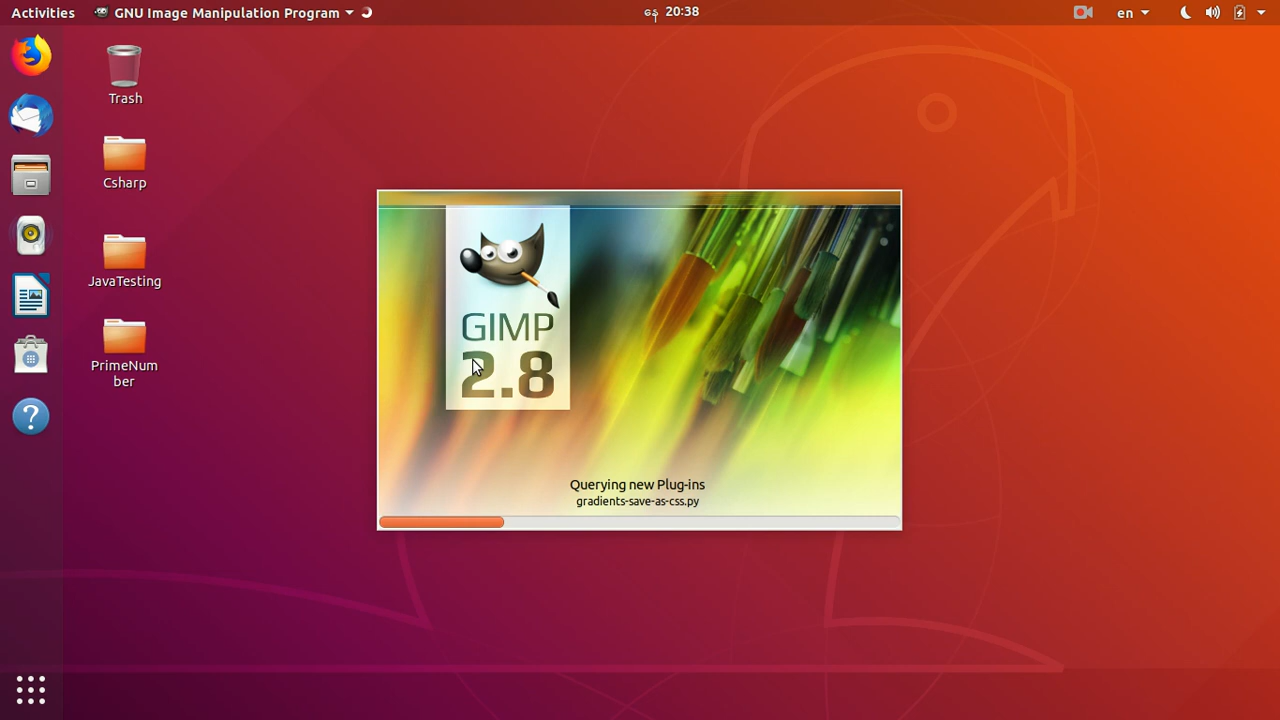 Activities
GNU Image Manipulation Program
နေ 20:38
en
Trash
Csharp
JavaTesting
PrimeNum
ber
GIMP
2.8
Querying new Plug-ins
gradients-save-as-css.py